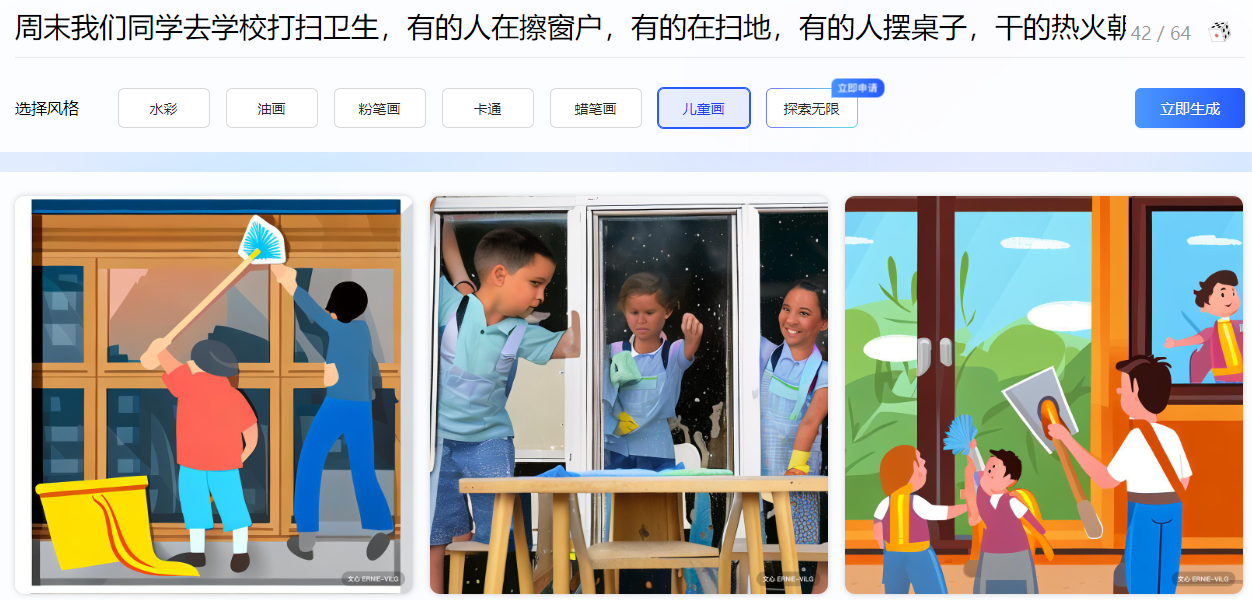 周末我们同学去学校打扫卫生，有的人在擦窗户，有的在扫地，有的人摆桌子，干的热火朝
42 / 64
立即申请
选择风格
水彩
油画
粉笔画
卡通
蜡笔画
儿童画
探索无限
立即生成
文心 ERNIE-ViLG
文心 ERNIE-ViLG
文心 ERNIE-ViLG